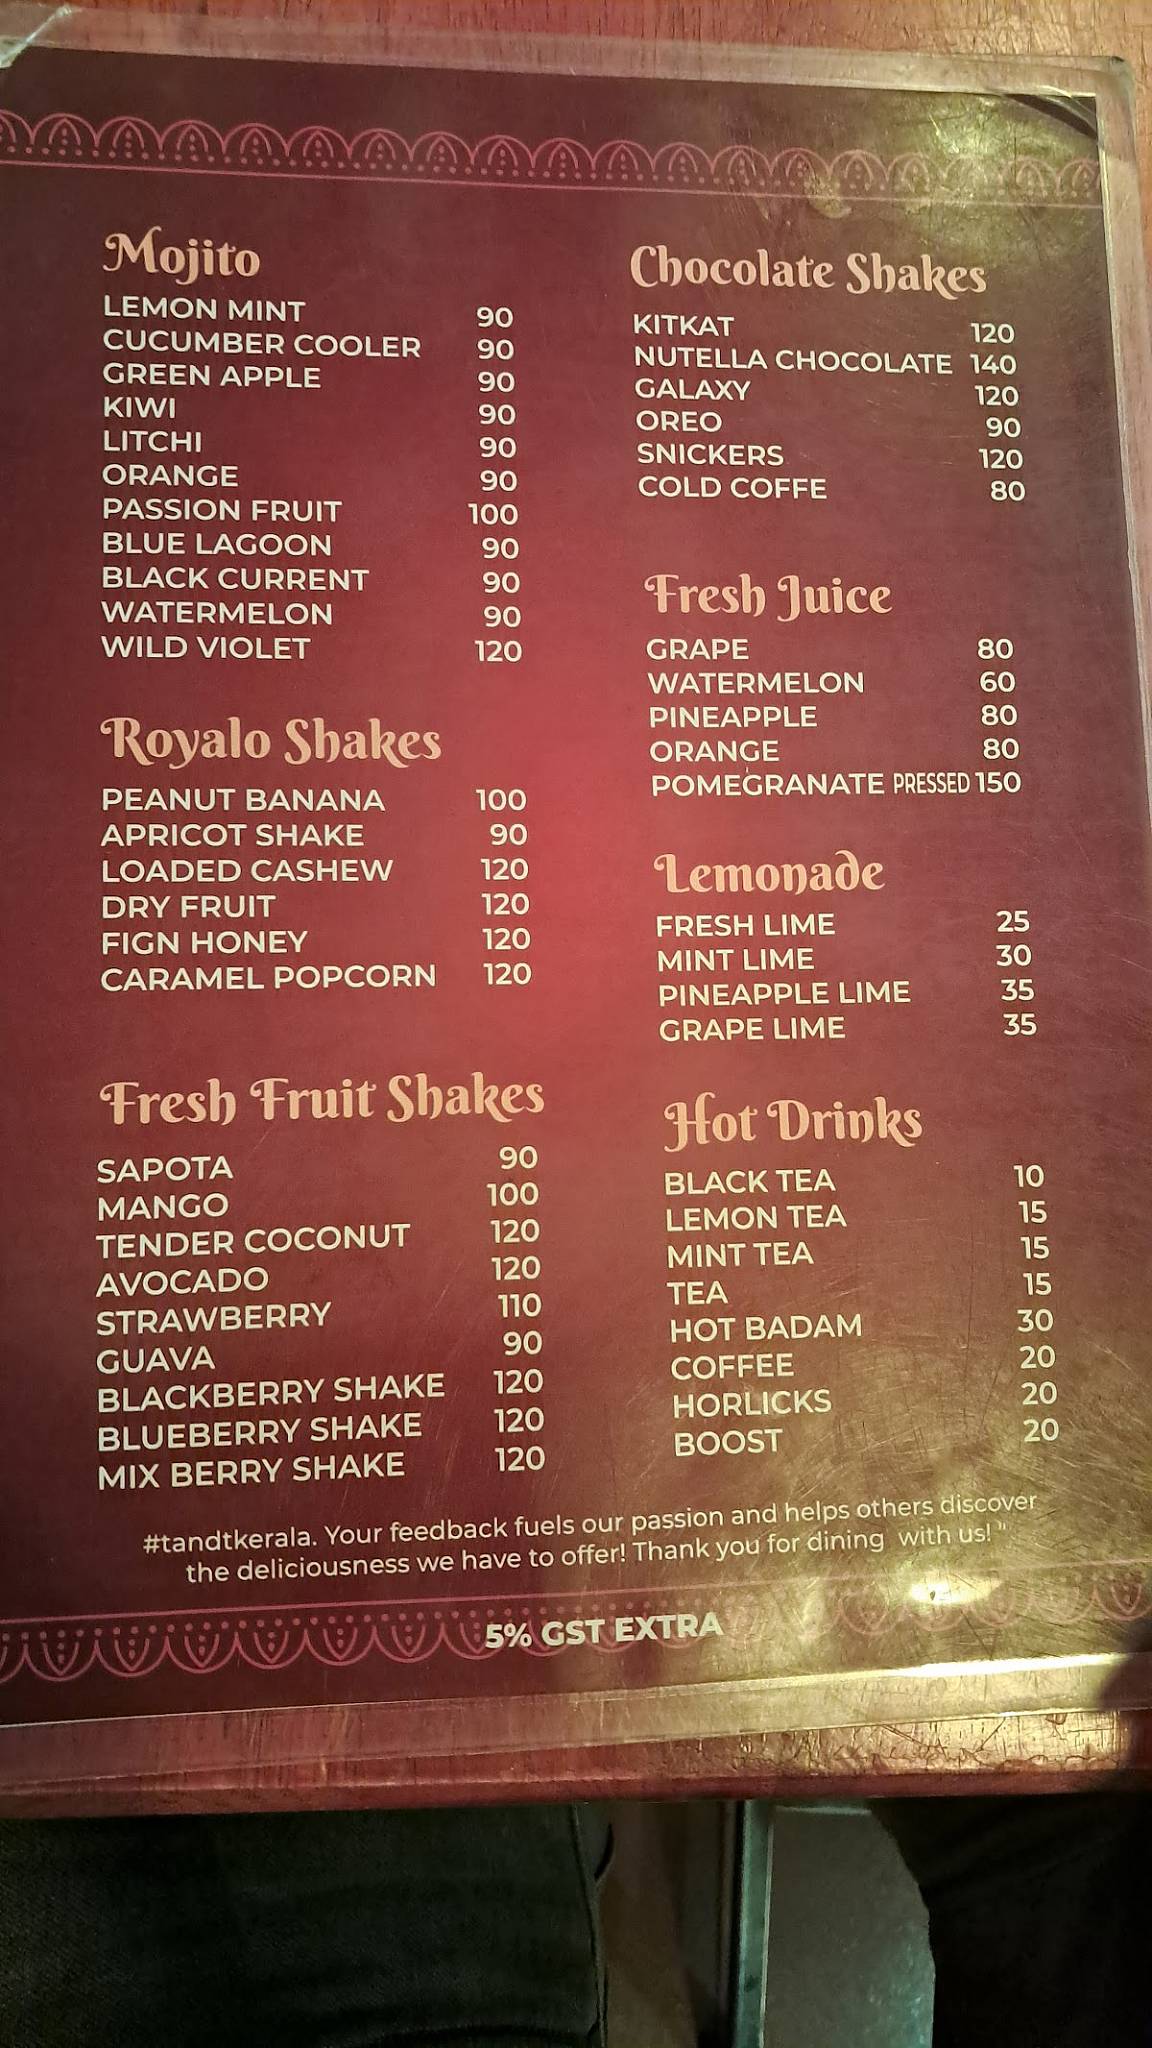 Mojito
LEMON MINT 90
CUCUMBER COOLER 90
GREEN APPLE 90
KIWI 90
LITCHI 90
ORANGE 90
PASSION FRUIT 100
BLUE LAGOON 90
BLACK CURRENT 90
WATERMELON 90
WILD VIOLET 120
Royalo Shakes
PEANUT BANANA 100
APRICOT SHAKE 90
LOADED CASHEW 120
DRY FRUIT 120
FIGN HONEY 120
CARAMEL POPCORN 120
Fresh Fruit Shakes
SAPOTA 90
MANGO 100
TENDER COCONUT 120
AVOCADO 120
STRAWBERRY 110
GUAVA 90
BLACKBERRY SHAKE 120
BLUEBERRY SHAKE 120
MIX BERRY SHAKE 120
Chocolate Shakes
KITKAT 120
NUTELLA CHOCOLATE 140
GALAXY 120
OREO 90
SNICKERS 120
COLD COFFE 80
Fresh Juice
GRAPE 80
WATERMELON 60
PINEAPPLE 80
ORANGE 80
POMEGRANATE PRESSED 150
Lemonade
FRESH LIME 25
MINT LIME 30
PINEAPPLE LIME 35
GRAPE LIME 35
Hot Drinks
BLACK TEA 10
LEMON TEA 15
MINT TEA 15
TEA 15
HOT BADAM 30
COFFEE 20
HORLICKS 20
BOOST 20
#tandtkerala. Your feedback fuels our passion and helps others discover
the deliciousness we have to offer! Thank you for dining with us! "
5% GST EXTRA